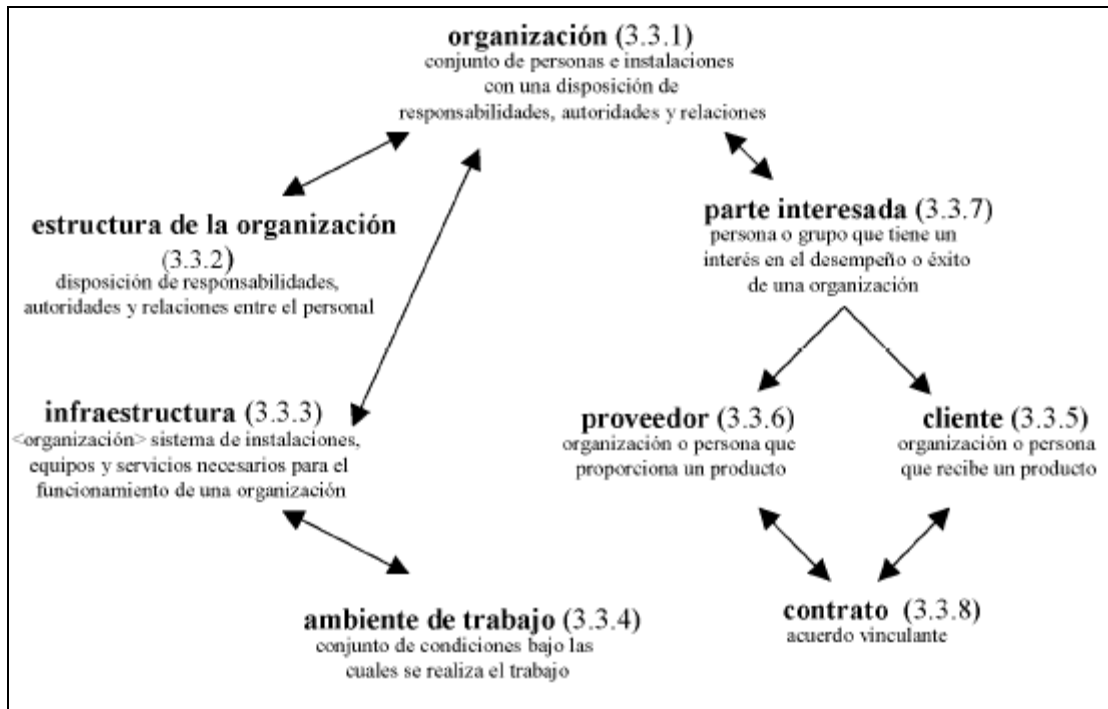 organización (3.3.1)
conjunto de personas e instalaciones
con una disposición de
responsabilidades, autoridades y relaciones
estructura de la organización
(3.3.2)
disposición de responsabilidades,
autoridades y relaciones entre el personal
parte interesada (3.3.7)
persona o grupo que tiene un
interés en el desempeño o éxito
de una organización
infraestructura (3.3.3)
<organización> sistema de instalaciones,
equipos y servicios necesarios para el
funcionamiento de una organización
proveedor (3.3.6)
organización o persona que
proporciona un producto
cliente (3.3.5)
organización o persona
que recibe un producto
ambiente de trabajo (3.3.4)
conjunto de condiciones bajo las
cuales se realiza el trabajo
contrato (3.3.8)
acuerdo vinculante